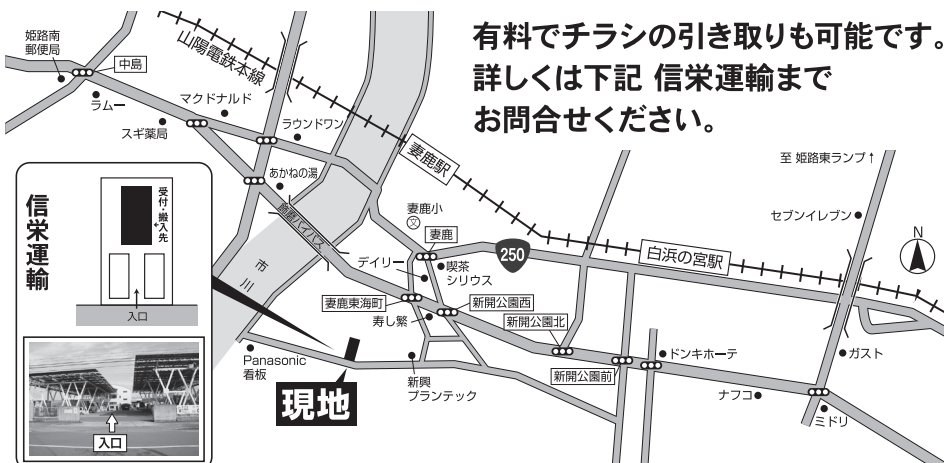 有料でチラシの引き取りも可能です。
詳しくは下記 信栄運輸まで
お問合せください。
姫路南
郵便局
中島
山陽電鉄本線
ラムー
マクドナルド
スギ薬局
ラウンドワン
あかねの湯
飾磨バイパス
市川
妻鹿駅
妻鹿小
文
妻鹿
250
白浜の宮駅
至 姫路東ランプ↑
セブンイレブン
N
デイリー
喫茶
シリウス
妻鹿東海町
寿し繁
新開公園西
新開公園北
新開公園前
ドンキホーテ
ナフコ
ガスト
ミドリ
Panasonic
看板
現地
新興
プランテック
信栄運輸
受付・搬入先
入口
入口